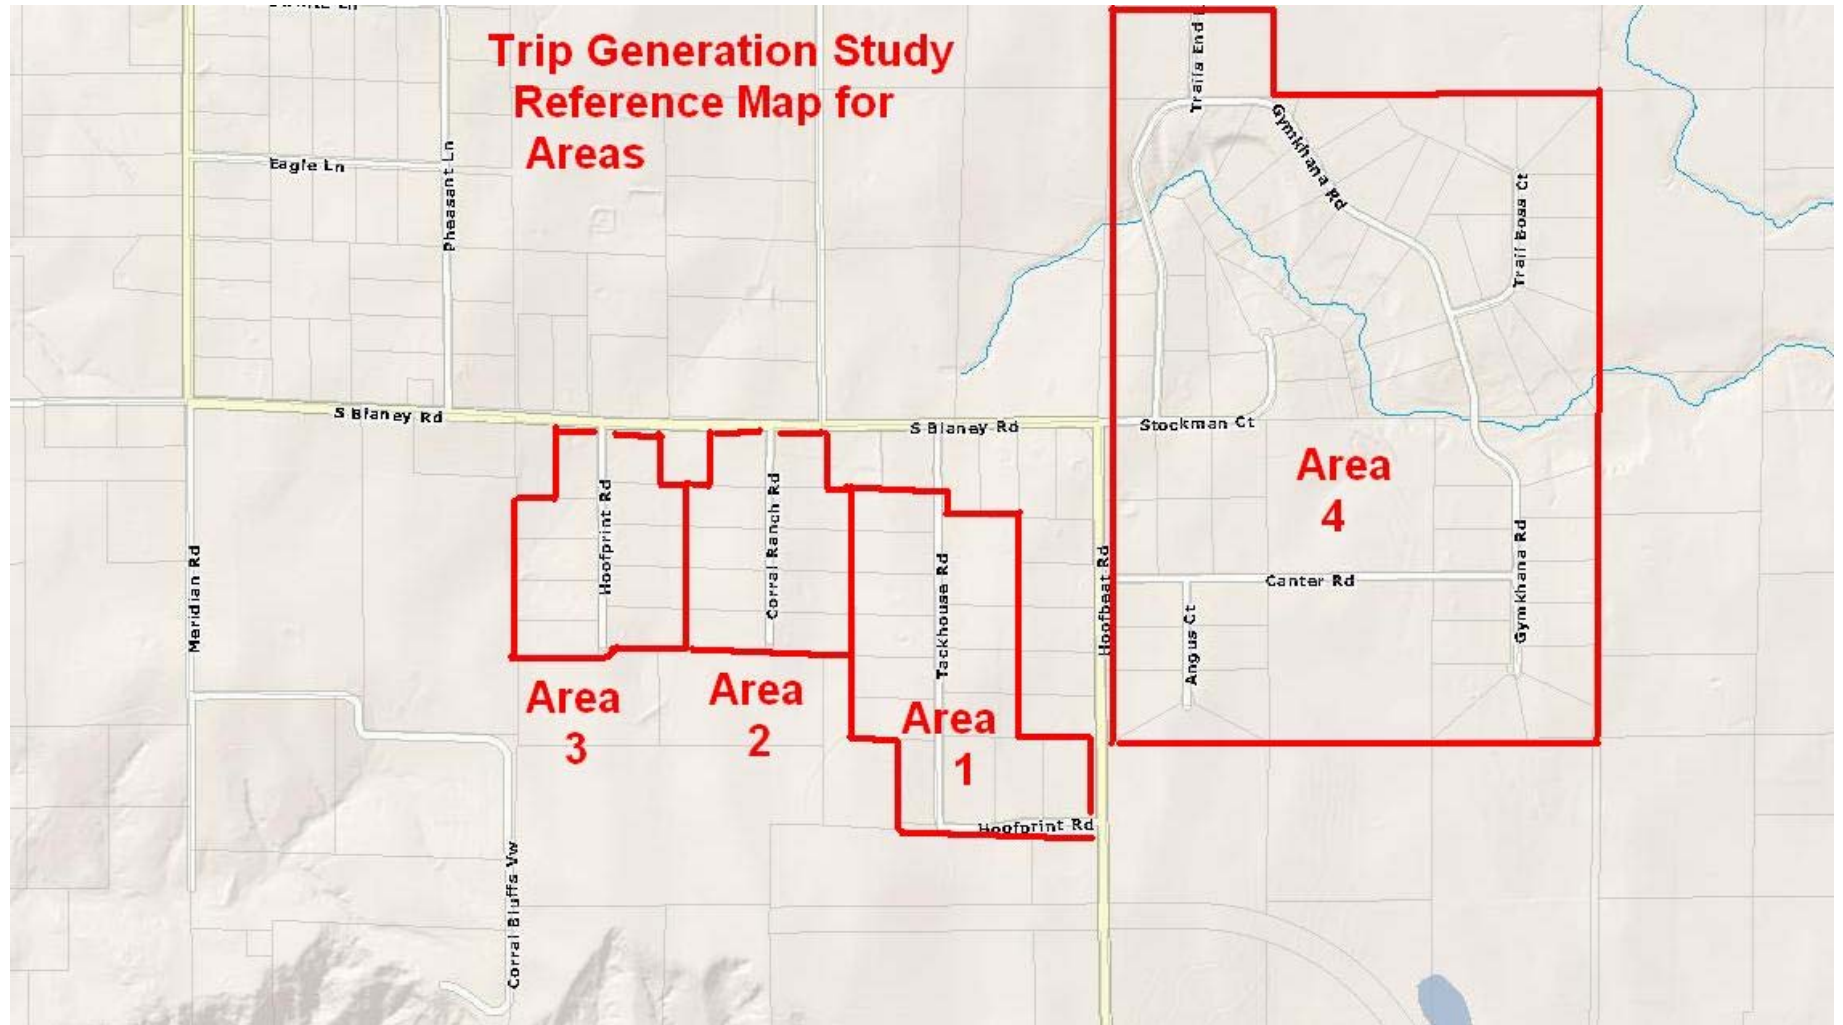 Trip Generation Study
Reference Map for
Areas
Trails End
Gymkhana Rd
Eagle Ln
Pheasant Ln
Trail Boss Ct
S Blaney Rd
S Blaney Rd
Stockman Ct
Area
4
Hoofprint Rd
Corral Ranch Rd
Meridian Rd
Tackhouse Rd
Hoofbeat Rd
Canter Rd
Gymkhana Rd
Angus Ct
Area
3
Area
2
Area
1
Hoofprint Rd
Corral Bluffs Vw